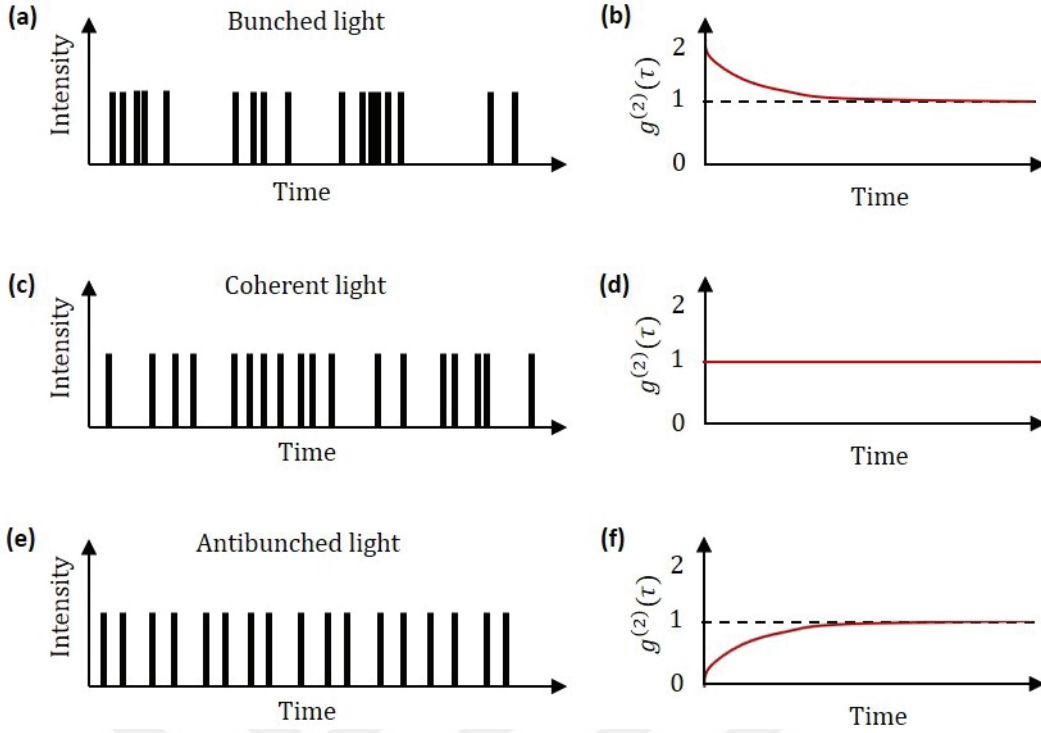 (a)
Bunched light
Intensity
Time
(b)
2
1
0
g⁽²⁾(τ)
Time
(c)
Coherent light
Intensity
Time
(d)
2
1
0
g⁽²⁾(τ)
Time
(e)
Antibunched light
Intensity
Time
(f)
2
1
0
g⁽²⁾(τ)
Time